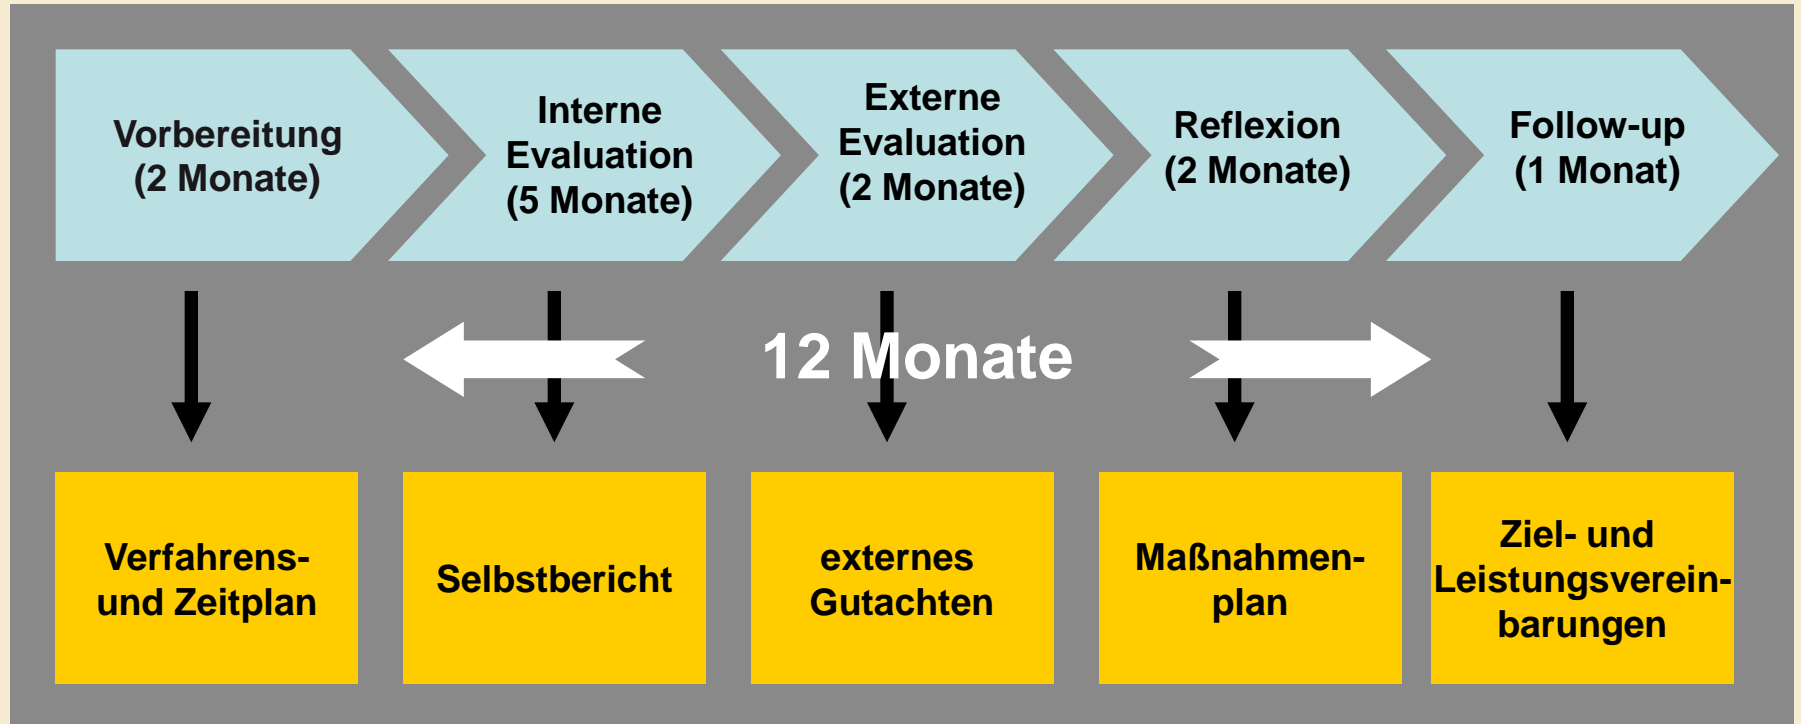 Vorbereitung
(2 Monate)
Interne
Evaluation
(5 Monate)
Externe
Evaluation
(2 Monate)
Reflexion
(2 Monate)
Follow-up
(1 Monat)
12 Monate
Verfahrens-
und Zeitplan
Selbstbericht
externes
Gutachten
Maßnahmen-
plan
Ziel- und
Leistungsverein-
barungen